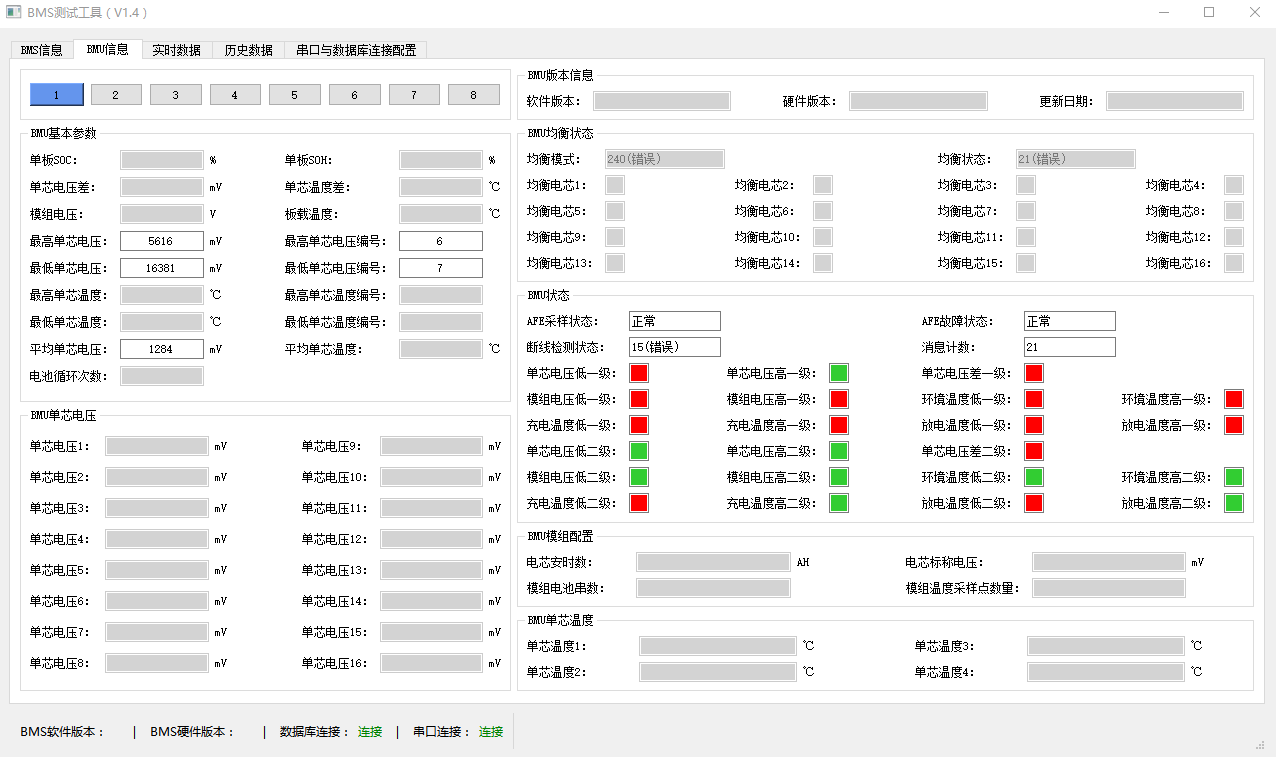 BMS测试工具（V1.4）
BMS信息 BMU信息 实时数据 历史数据 串口与数据库连接配置
1 2 3 4 5 6 7 8
BMU基本参数
单板SOC： % 单板SOH： %
单芯电压差： mV 单芯温度差： ℃
模组电压： V 板载温度： ℃
最高单芯电压： 5616 mV 最高单芯电压编号： 6
最低单芯电压： 16381 mV 最低单芯电压编号： 7
最高单芯温度： ℃ 最高单芯温度编号：
最低单芯温度： ℃ 最低单芯温度编号：
平均单芯电压： 1284 mV 平均单芯温度： ℃
电池循环次数：
BMU单芯电压
单芯电压1： mV 单芯电压9： mV
单芯电压2： mV 单芯电压10： mV
单芯电压3： mV 单芯电压11： mV
单芯电压4： mV 单芯电压12： mV
单芯电压5： mV 单芯电压13： mV
单芯电压6： mV 单芯电压14： mV
单芯电压7： mV 单芯电压15： mV
单芯电压8： mV 单芯电压16： mV
BMU版本信息
软件版本： 硬件版本： 更新日期：
BMU均衡状态
均衡模式： 240(错误) 均衡状态： 21(错误)
均衡电芯1： 均衡电芯2： 均衡电芯3： 均衡电芯4：
均衡电芯5： 均衡电芯6： 均衡电芯7： 均衡电芯8：
均衡电芯9： 均衡电芯10： 均衡电芯11： 均衡电芯12：
均衡电芯13： 均衡电芯14： 均衡电芯15： 均衡电芯16：
BMU状态
AFE采样状态： 正常 AFE故障状态： 正常
断线检测状态： 15(错误) 消息计数： 21
单芯电压低一级： 单芯电压高一级： 单芯电压差一级：
模组电压低一级： 模组电压高一级： 环境温度低一级： 环境温度高一级：
充电温度低一级： 充电温度高一级： 放电温度低一级： 放电温度高一级：
单芯电压低二级： 单芯电压高二级： 单芯电压差二级：
模组电压低二级： 模组电压高二级： 环境温度低二级： 环境温度高二级：
充电温度低二级： 充电温度高二级： 放电温度低二级： 放电温度高二级：
BMU模组配置
电芯安时数： AH 电芯标称电压： mV
模组电池串数： 模组温度采样点数量：
BMU单芯温度
单芯温度1： ℃ 单芯温度3： ℃
单芯温度2： ℃ 单芯温度4： ℃
BMS软件版本： | BMS硬件版本： | 数据库连接： 连接 | 串口连接： 连接